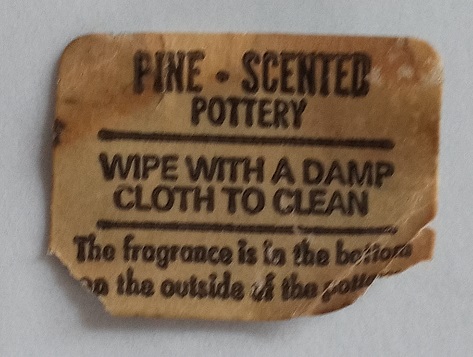 PINE - SCENTED
POTTERY
WIPE WITH A DAMP
CLOTH TO CLEAN
The fragrance is in the bottom
on the outside of the